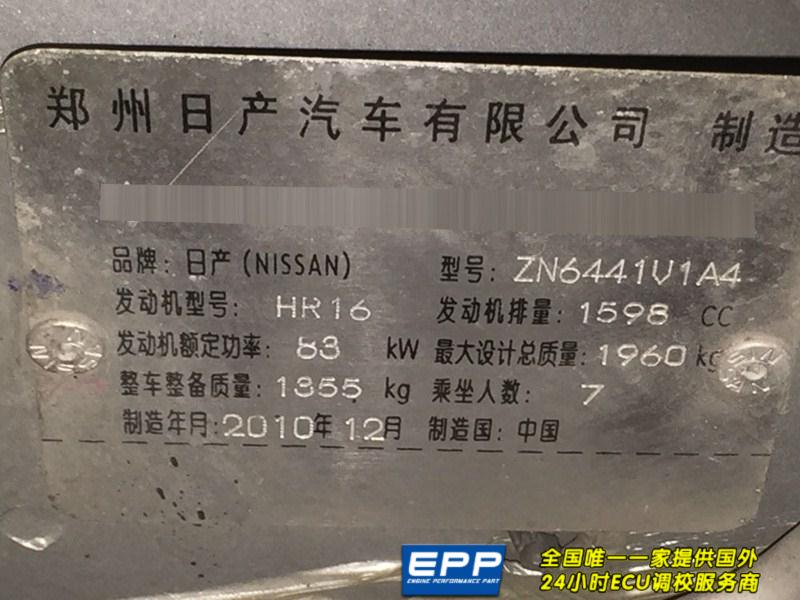 郑州日产汽车有限公司 制造
品牌: 日产(NISSAN) 型号: ZN6441V1A4
发动机型号: HR16 发动机排量: 1598 CC
发动机额定功率: 83 kW 最大设计总质量: 1960 kg
整车整备质量: 1355 kg 乘坐人数: 7
制造年月: 2010年12月 制造国: 中国
EPP
ENGINE PERFORMANCE PART
全国唯一一家提供国外
24小时ECU调校服务商